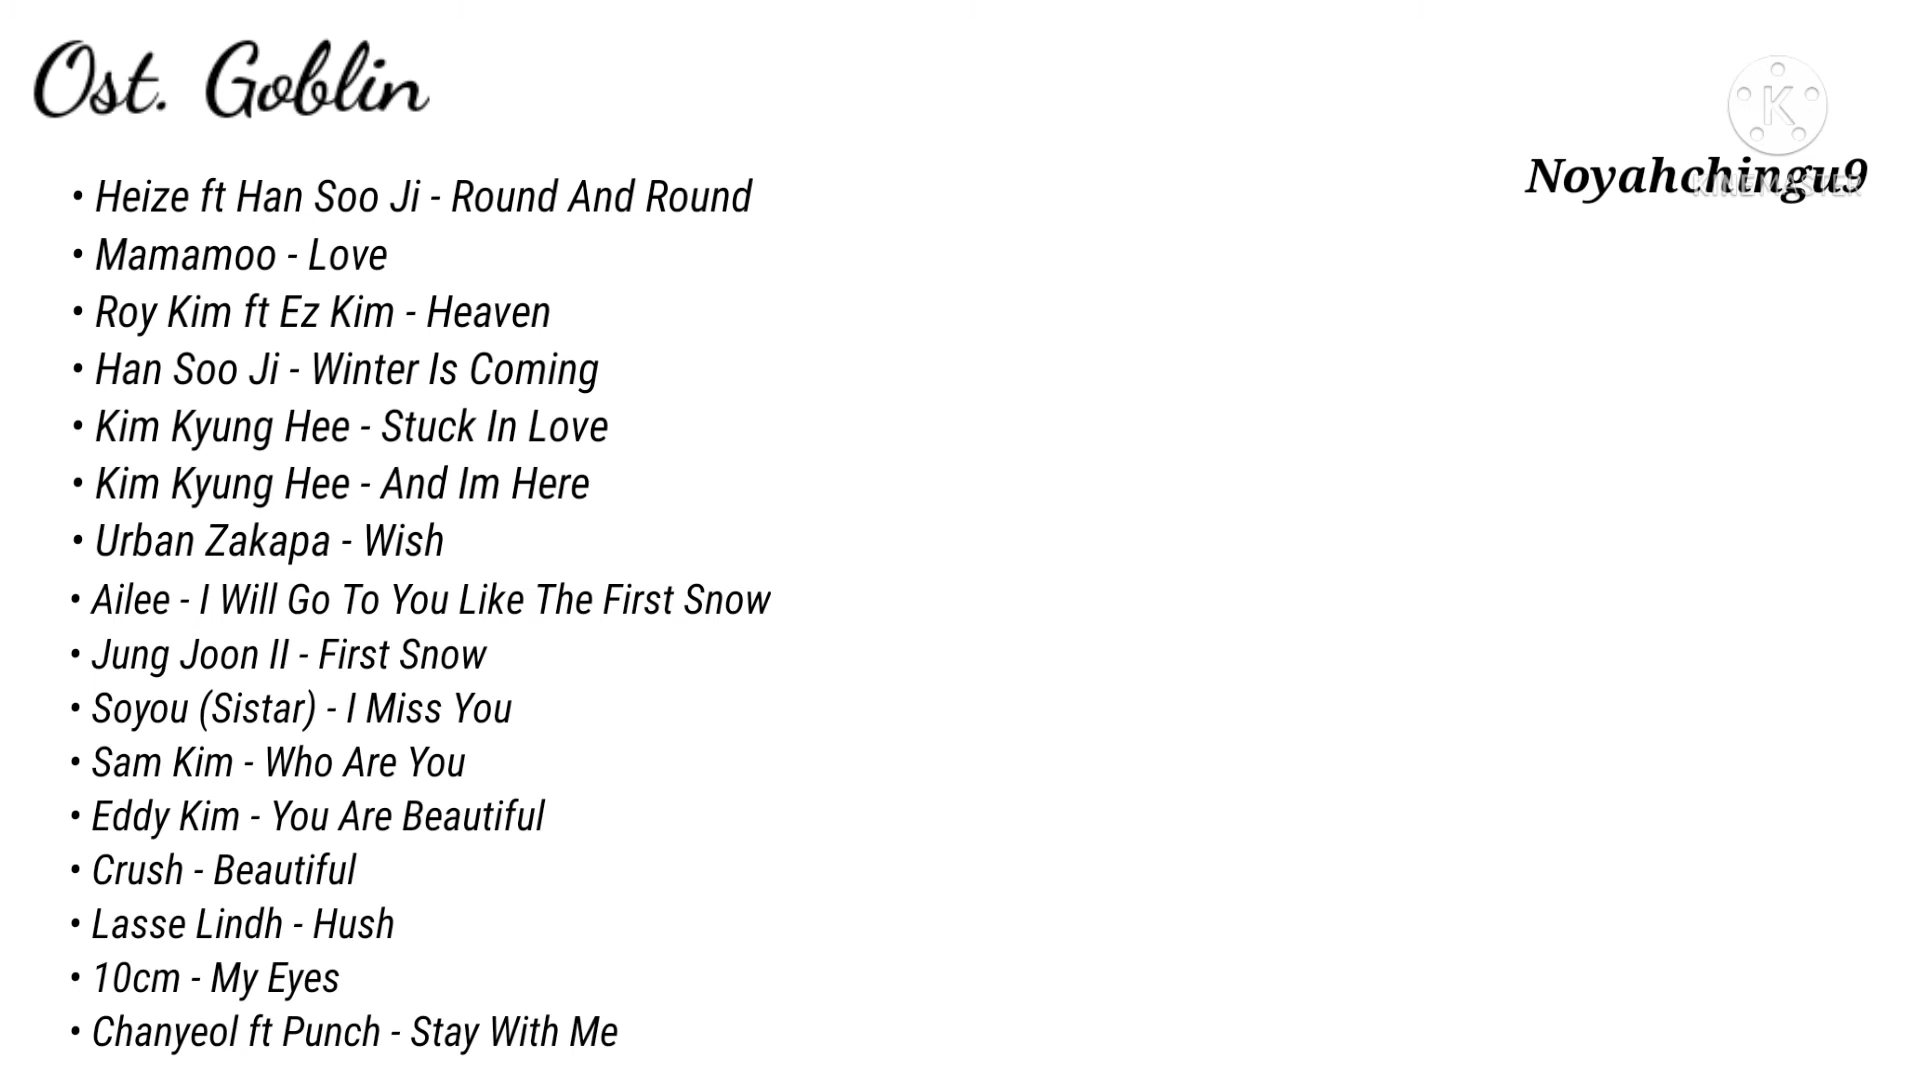 Ost. Goblin
K
Noyahchingu9
KINEMASTER
• Heize ft Han Soo Ji - Round And Round
• Mamamoo - Love
• Roy Kim ft Ez Kim - Heaven
• Han Soo Ji - Winter Is Coming
• Kim Kyung Hee - Stuck In Love
• Kim Kyung Hee - And Im Here
• Urban Zakapa - Wish
• Ailee - I Will Go To You Like The First Snow
• Jung Joon Il - First Snow
• Soyou (Sistar) - I Miss You
• Sam Kim - Who Are You
• Eddy Kim - You Are Beautiful
• Crush - Beautiful
• Lasse Lindh - Hush
• 10cm - My Eyes
• Chanyeol ft Punch - Stay With Me